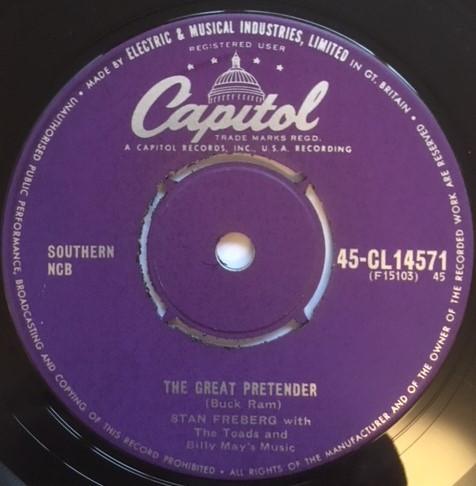 MADE BY ELECTRIC & MUSICAL INDUSTRIES, LIMITED IN GT. BRITAIN • ALL RIGHTS OF THE MANUFACTURER AND OF THE OWNER OF THE RECORDED WORK ARE RESERVED • UNAUTHORISED PUBLIC PERFORMANCE, BROADCASTING AND COPYING OF THIS RECORD PROHIBITED •
REGISTERED USER
Capitol
TRADE MARKS REGD.
A CAPITOL RECORDS, INC., U.S.A. RECORDING
SOUTHERN
NCB
45-CL14571
(F15103) 45
THE GREAT PRETENDER
(Buck Ram)
STAN FREBERG with
The Toads and
Billy May's Music